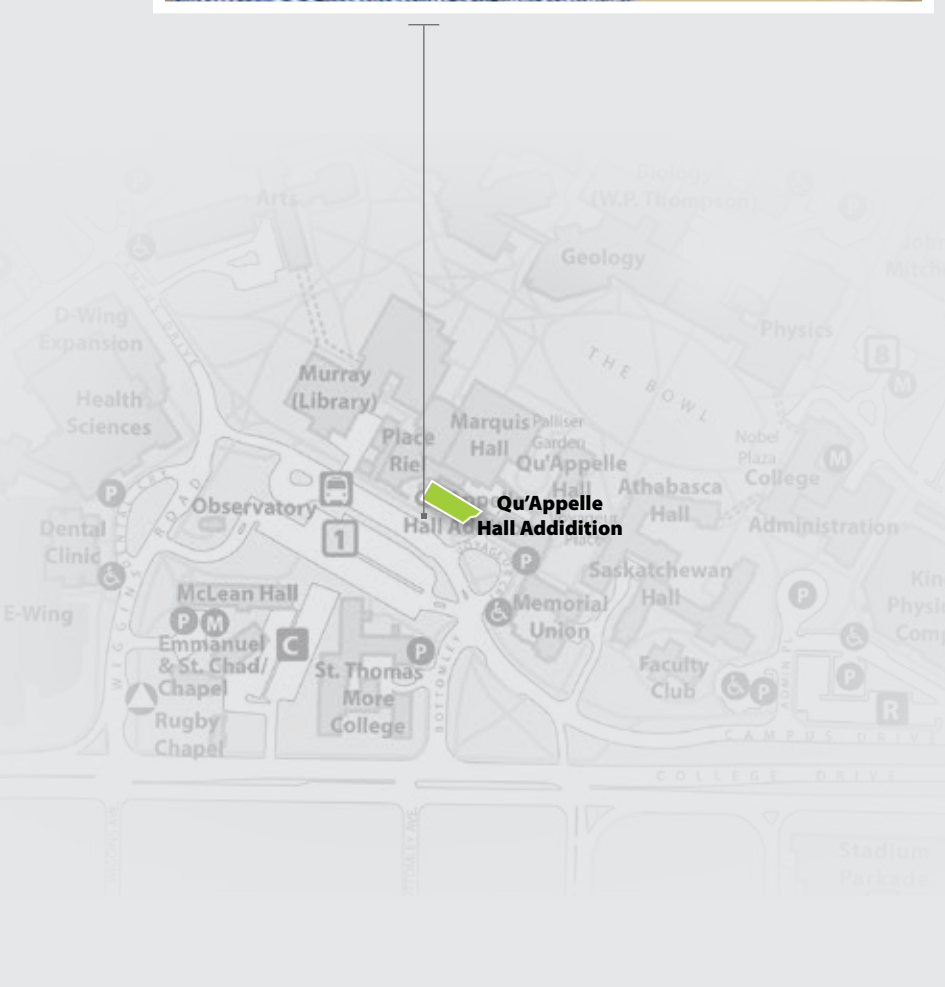 Biology
(W.P. Thompson)
Arts
Geology
D-Wing
Expansion
Physics
THE BOWL
8
M
Murray
(Library)
Health
Sciences
Marquis
Hall
Palliser
Garden
Place
Nobel
Plaza
Qu'Appelle
Hall
College
M
Athabasca
Hall
P
Observatory
Qu'Appelle
Hall Addidition
Administration
Dental
Clinic
1
P
Saskatchewan
Hall
McLean Hall
P
E-Wing
Memorial
Union
P
M
Emmanuel
& St. Chad/
Chapel
C
P
St. Thomas
More
College
Faculty
Club
P
P
R
Rugby
Chapel
WIGGINS
ROAD
BOTTOMLEY
CAMPUS DRIVE
COLLEGE DRIVE
Stadium
Parkade